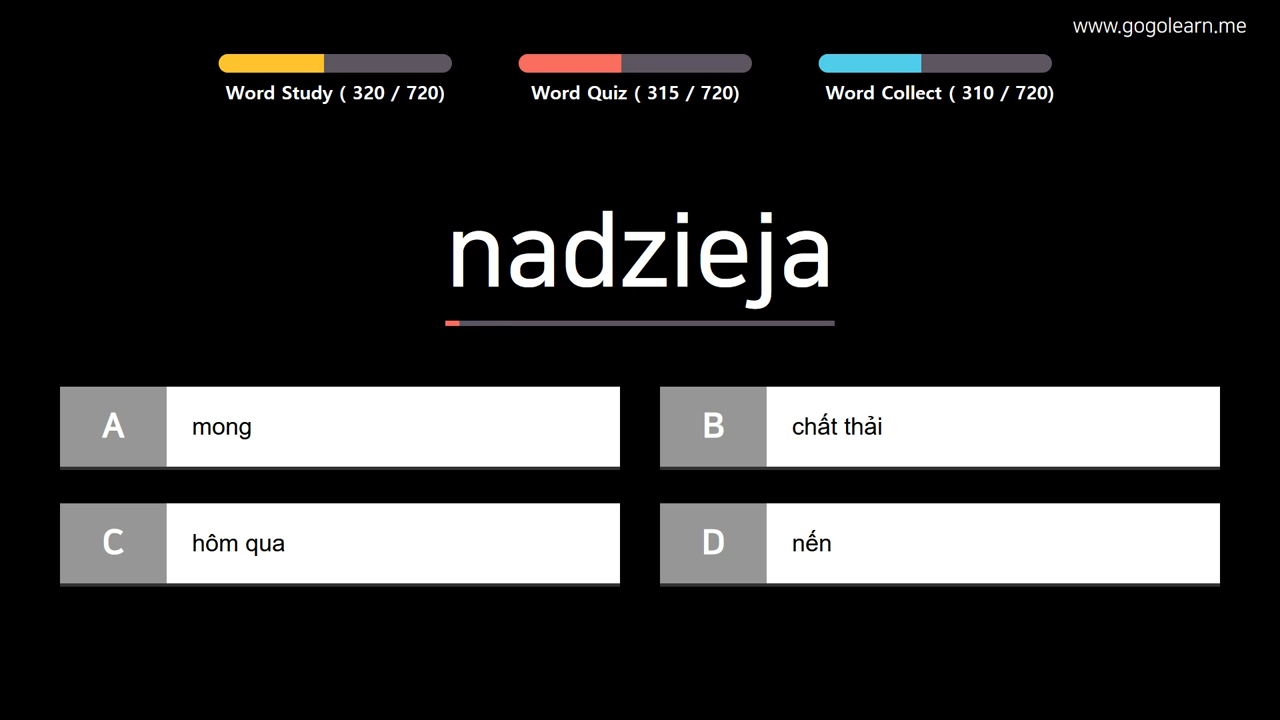 www.gogolearn.me
Word Study ( 320 / 720)
Word Quiz ( 315 / 720)
Word Collect ( 310 / 720)
nadzieja
A
mong
B
chất thải
C
hôm qua
D
nến